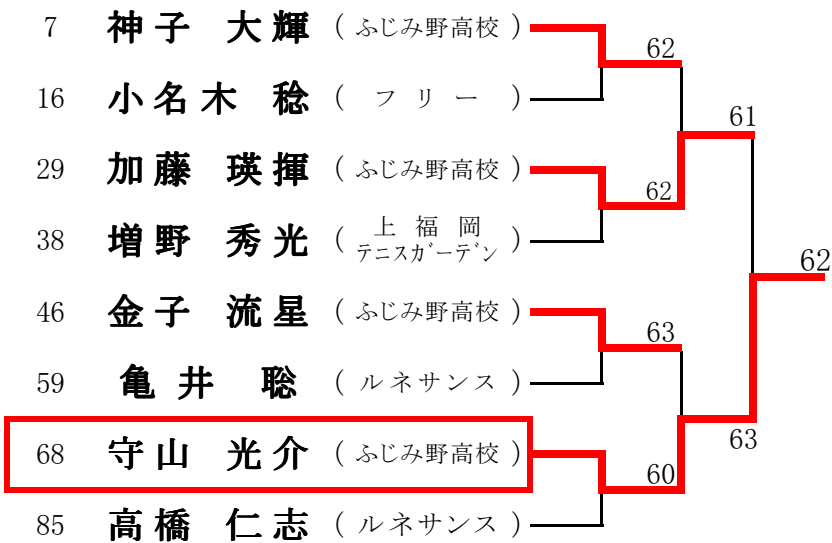 7 神子 大輝 (ふじみ野高校)
62
16 小名木 稔 (フリー)
61
29 加藤 瑛揮 (ふじみ野高校)
62
38 増野 秀光 (上福岡
テニスガーデン)
62
46 金子 流星 (ふじみ野高校)
63
59 亀井 聡 (ルネサンス)
63
68 守山 光介 (ふじみ野高校)
60
85 高橋 仁志 (ルネサンス)